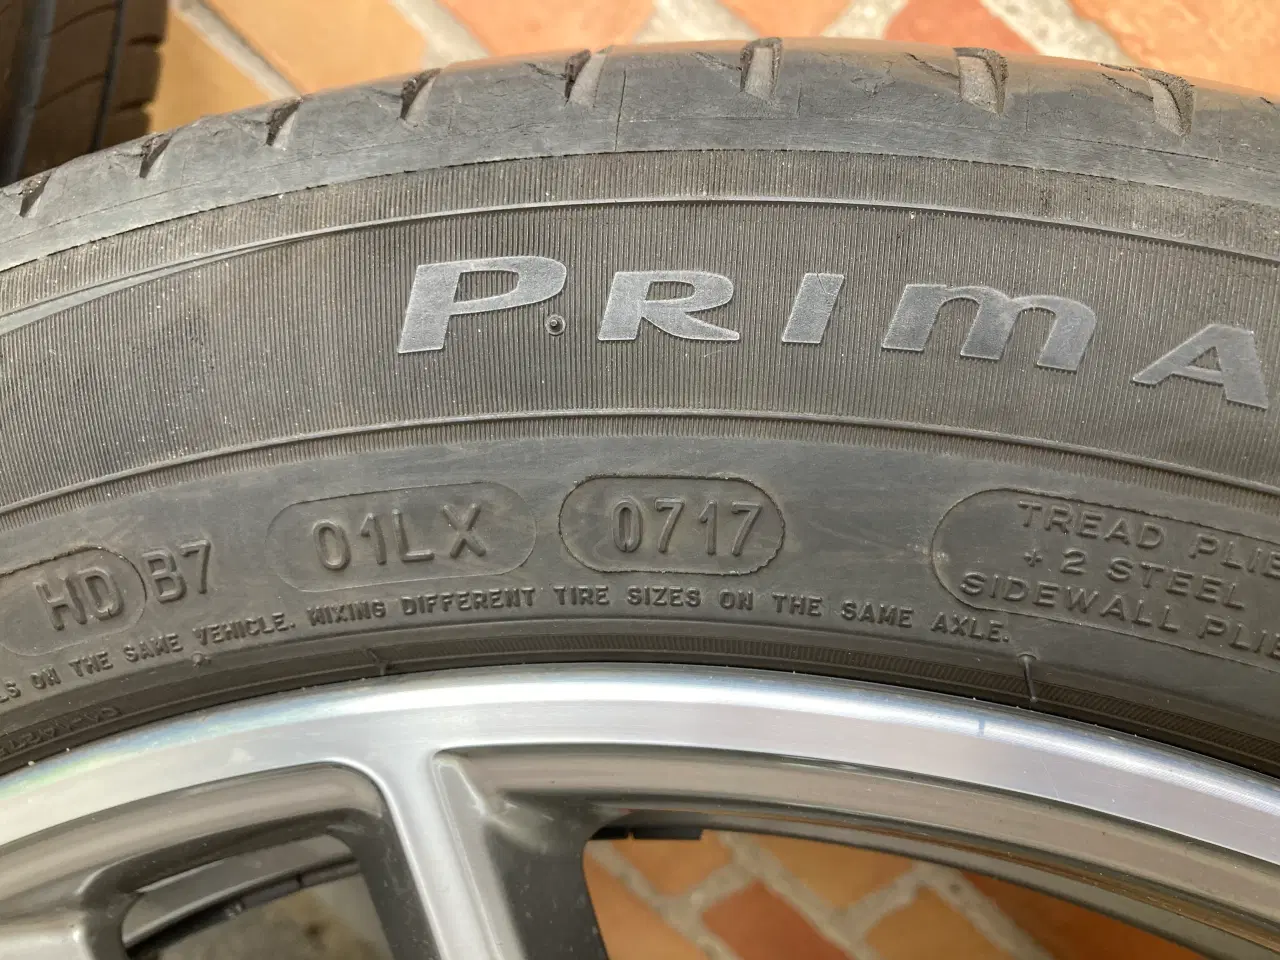 PRIMA
HD B7 01LX 0717
TREAD PLIE
+ 2 STEEL
SIDEWALL PLIE
LS ON THE SAME VEHICLE. MIXING DIFFERENT TIRE SIZES ON THE SAME AXLE.